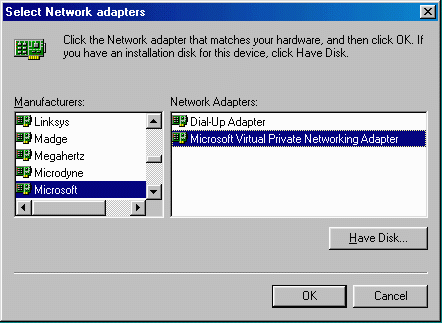 Select Network adapters
Click the Network adapter that matches your hardware, and then click OK. If
you have an installation disk for this device, click Have Disk.
Manufacturers:
Linksys
Madge
Megahertz
Microdyne
Microsoft
Network Adapters:
Dial-Up Adapter
Microsoft Virtual Private Networking Adapter
Have Disk...
OK
Cancel